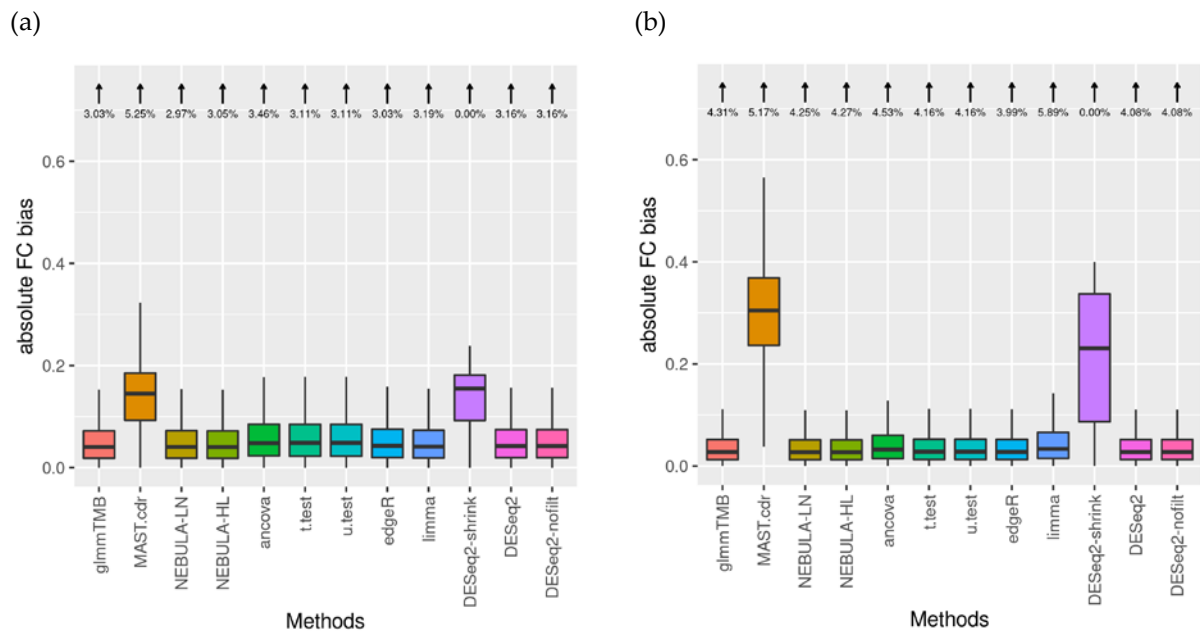 (a)
3.03% 5.25% 2.97% 3.05% 3.46% 3.11% 3.11% 3.03% 3.19% 0.00% 3.16% 3.16%
0.6
0.4
0.2
0.0
absolute FC bias
glmmTMB
MAST.cdr
NEBULA-LN
NEBULA-HL
ancova
t.test
u.test
edgeR
limma
DESeq2-shrink
DESeq2
DESeq2-nofilt
Methods
(b)
4.31% 5.17% 4.25% 4.27% 4.53% 4.16% 4.16% 3.99% 5.89% 0.00% 4.08% 4.08%
0.6
0.4
0.2
0.0
absolute FC bias
glmmTMB
MAST.cdr
NEBULA-LN
NEBULA-HL
ancova
t.test
u.test
edgeR
limma
DESeq2-shrink
DESeq2
DESeq2-nofilt
Methods